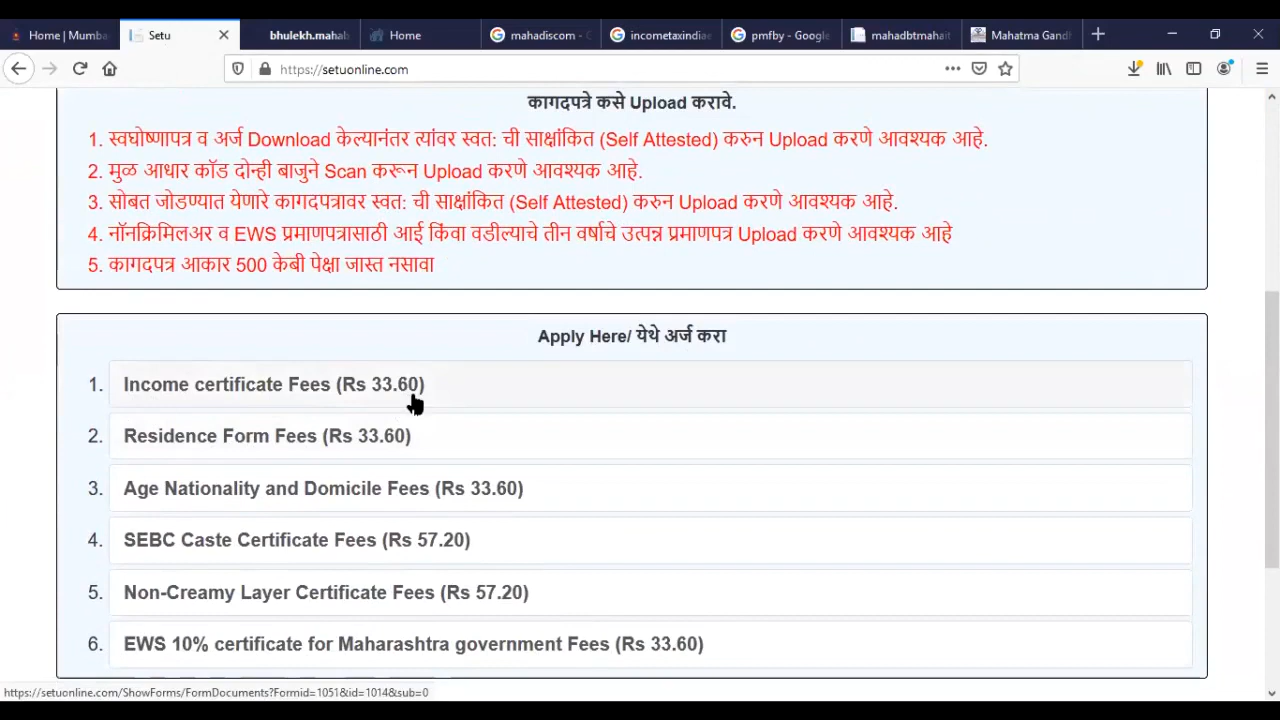 Home | Mumba
Setu
bhulekh.mahab
Home
mahadiscom - G
incometaxindia
pmfby - Google
mahadbtmahait
Mahatma Gandh
https://setuonline.com
कागदपत्रे कसे Upload करावे.
1. स्वघोष्णापत्र व अर्ज Download केल्यानंतर त्यांवर स्वत: ची साक्षांकित (Self Attested) करुन Upload करणे आवश्यक आहे.
2. मुळ आधार कॉड दोन्ही बाजुने Scan करून Upload करणे आवश्यक आहे.
3. सोबत जोडण्यात येणारे कागदपत्रावर स्वत: ची साक्षांकित (Self Attested) करुन Upload करणे आवश्यक आहे.
4. नॉनक्रिमिलअर व EWS प्रमाणपत्रासाठी आई किंवा वडील्याचे तीन वर्षाचे उत्पन्न प्रमाणपत्र Upload करणे आवश्यक आहे
5. कागदपत्र आकार 500 केबी पेक्षा जास्त नसावा
Apply Here/ येथे अर्ज करा
1. Income certificate Fees (Rs 33.60)
2. Residence Form Fees (Rs 33.60)
3. Age Nationality and Domicile Fees (Rs 33.60)
4. SEBC Caste Certificate Fees (Rs 57.20)
5. Non-Creamy Layer Certificate Fees (Rs 57.20)
6. EWS 10% certificate for Maharashtra government Fees (Rs 33.60)
https://setuonline.com/ShowForms/FormDocuments?Formid=1051&id=1014&sub=0